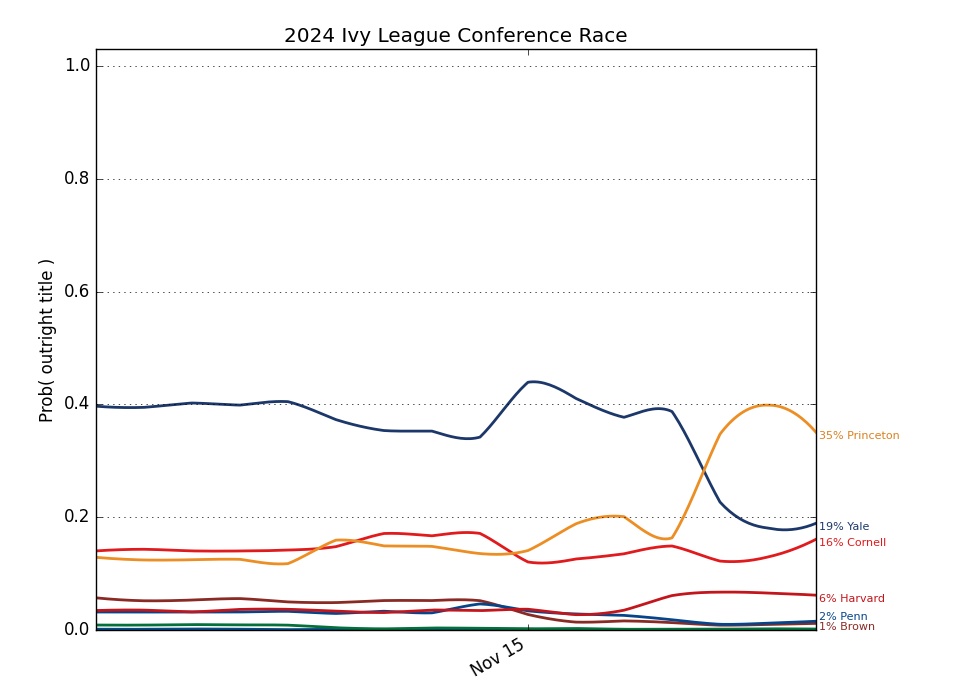 2024 Ivy League Conference Race
1.0
0.8
0.6
0.4
0.2
0.0
Prob( outright title )
Nov 15
35% Princeton
19% Yale
16% Cornell
6% Harvard
2% Penn
1% Brown